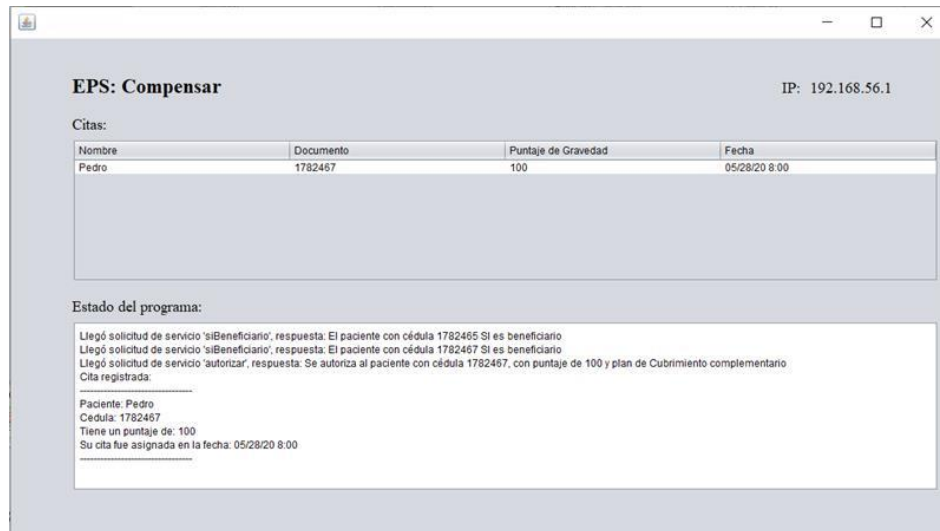 EPS: Compensar
IP: 192.168.56.1
Citas:
Nombre Documento Puntaje de Gravedad Fecha
Pedro 1782467 100 05/28/20 8:00
Estado del programa:
Llegó solicitud de servicio 'siBeneficiario', respuesta: El paciente con cédula 1782465 SI es beneficiario
Llegó solicitud de servicio 'siBeneficiario', respuesta: El paciente con cédula 1782467 SI es beneficiario
Llegó solicitud de servicio 'autorizar', respuesta: Se autoriza al paciente con cédula 1782467, con puntaje de 100 y plan de Cubrimiento complementario
Cita registrada:
---------------------------------
Paciente: Pedro
Cedula: 1782467
Tiene un puntaje de: 100
Su cita fue asignada en la fecha: 05/28/20 8:00
---------------------------------